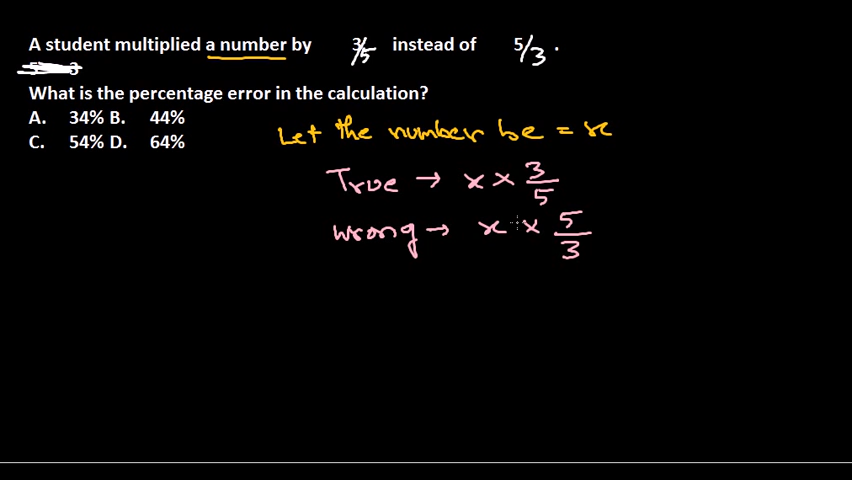 A student multiplied a number by 3/5 instead of 5/3 .
What is the percentage error in the calculation?
A. 34% B. 44%
C. 54% D. 64%
Let the number be = x
True → x × 3/5
wrong → x × 5/3